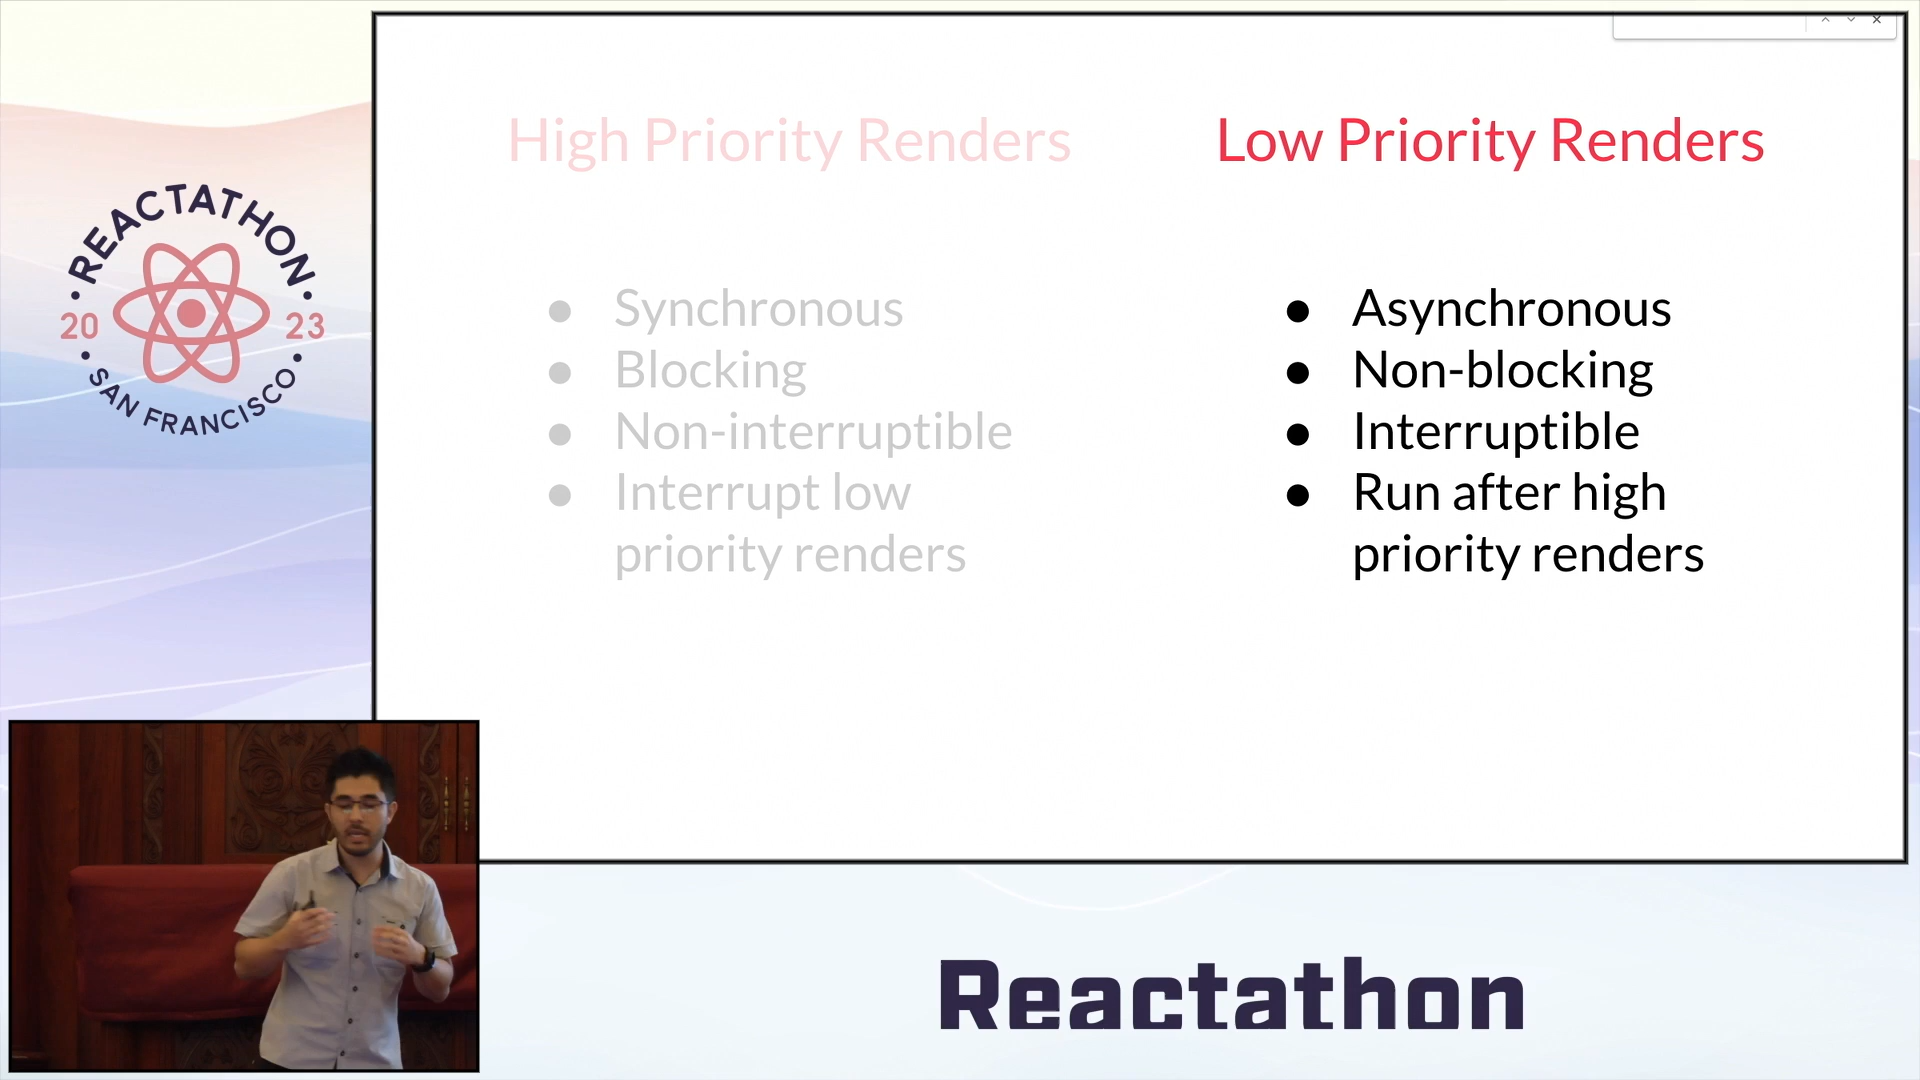 REACTATHON
20 23
SAN FRANCISCO
High Priority Renders
Synchronous
Blocking
Non-interruptible
Interrupt low
priority renders
Low Priority Renders
Asynchronous
Non-blocking
Interruptible
Run after high
priority renders
Reactathon